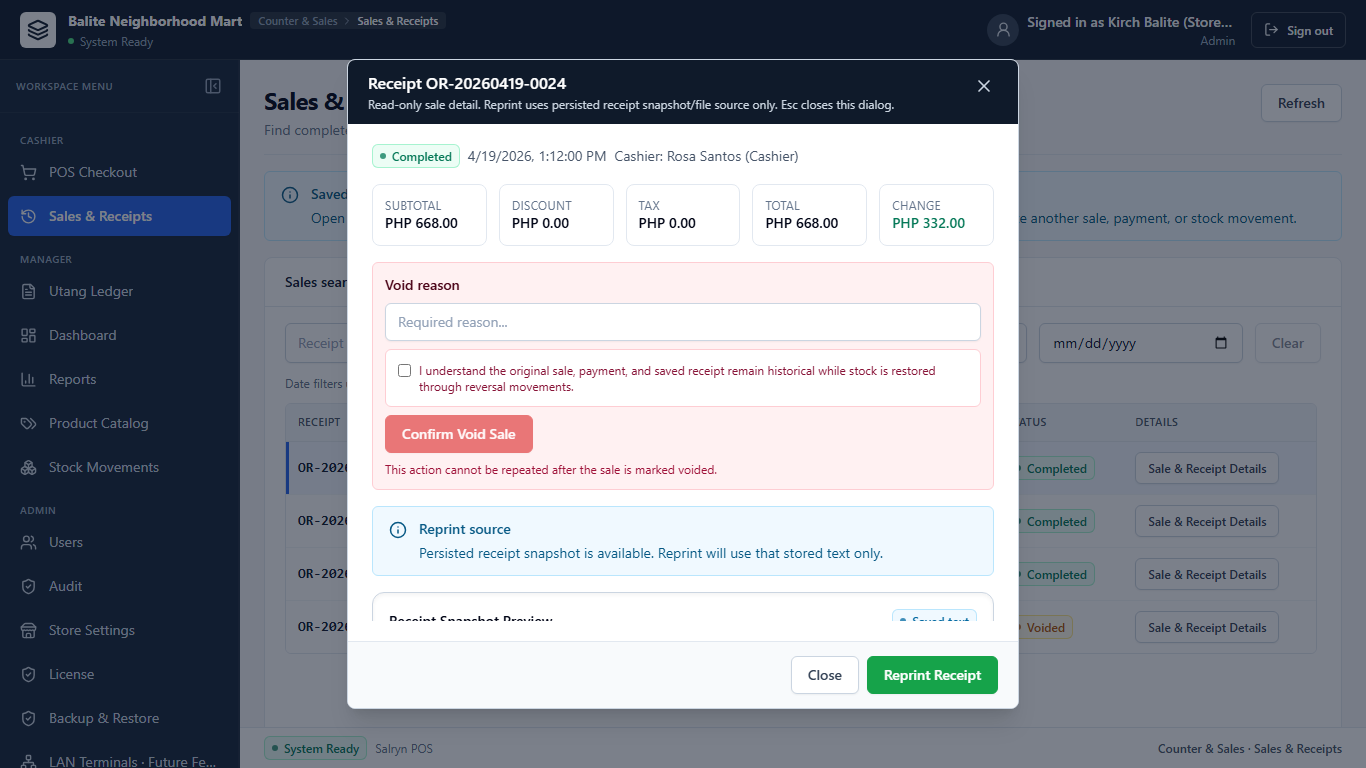 Balite Neighborhood Mart
System Ready
Counter & Sales > Sales & Receipts
Signed in as Kirch Balite (Store...
Admin
Sign out
WORKSPACE MENU
CASHIER
POS Checkout
Sales & Receipts
MANAGER
Utang Ledger
Dashboard
Reports
Product Catalog
Stock Movements
ADMIN
Users
Audit
Store Settings
License
Backup & Restore
LAN Terminals · Future Fe...
Sales &
Find complet
Refresh
Saved
Open
e another sale, payment, or stock movement.
Sales sear
Receipt
mm/dd/yyyy
Clear
Date filters
RECEIPT
DETAILS
OR-202
Completed
Sale & Receipt Details
OR-202
Completed
Sale & Receipt Details
OR-202
Completed
Sale & Receipt Details
OR-202
Voided
Sale & Receipt Details
Receipt OR-20260419-0024
Read-only sale detail. Reprint uses persisted receipt snapshot/file source only. Esc closes this dialog.
Completed 4/19/2026, 1:12:00 PM Cashier: Rosa Santos (Cashier)
SUBTOTAL
PHP 668.00
DISCOUNT
PHP 0.00
TAX
PHP 0.00
TOTAL
PHP 668.00
CHANGE
PHP 332.00
Void reason
Required reason...
I understand the original sale, payment, and saved receipt remain historical while stock is restored
through reversal movements.
Confirm Void Sale
This action cannot be repeated after the sale is marked voided.
Reprint source
Persisted receipt snapshot is available. Reprint will use that stored text only.
Receipt Snapshot Preview
Saved text
Close
Reprint Receipt
System Ready
Salryn POS
Counter & Sales · Sales & Receipts